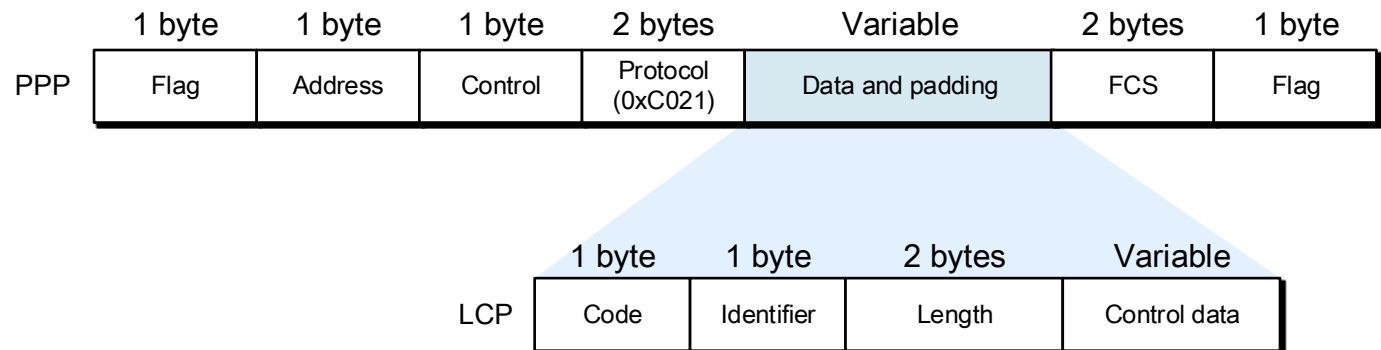 1 byte 1 byte 1 byte 2 bytes Variable 2 bytes 1 byte
PPP Flag Address Control Protocol (0xC021) Data and padding FCS Flag
1 byte 1 byte 2 bytes Variable
LCP Code Identifier Length Control data